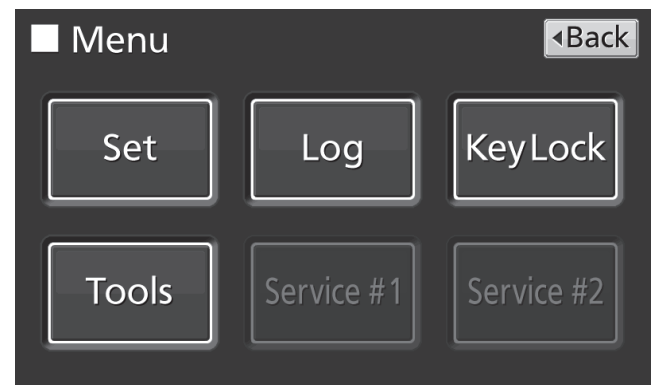 Menu
◂Back
Set
Log
KeyLock
Tools
Service #1
Service #2